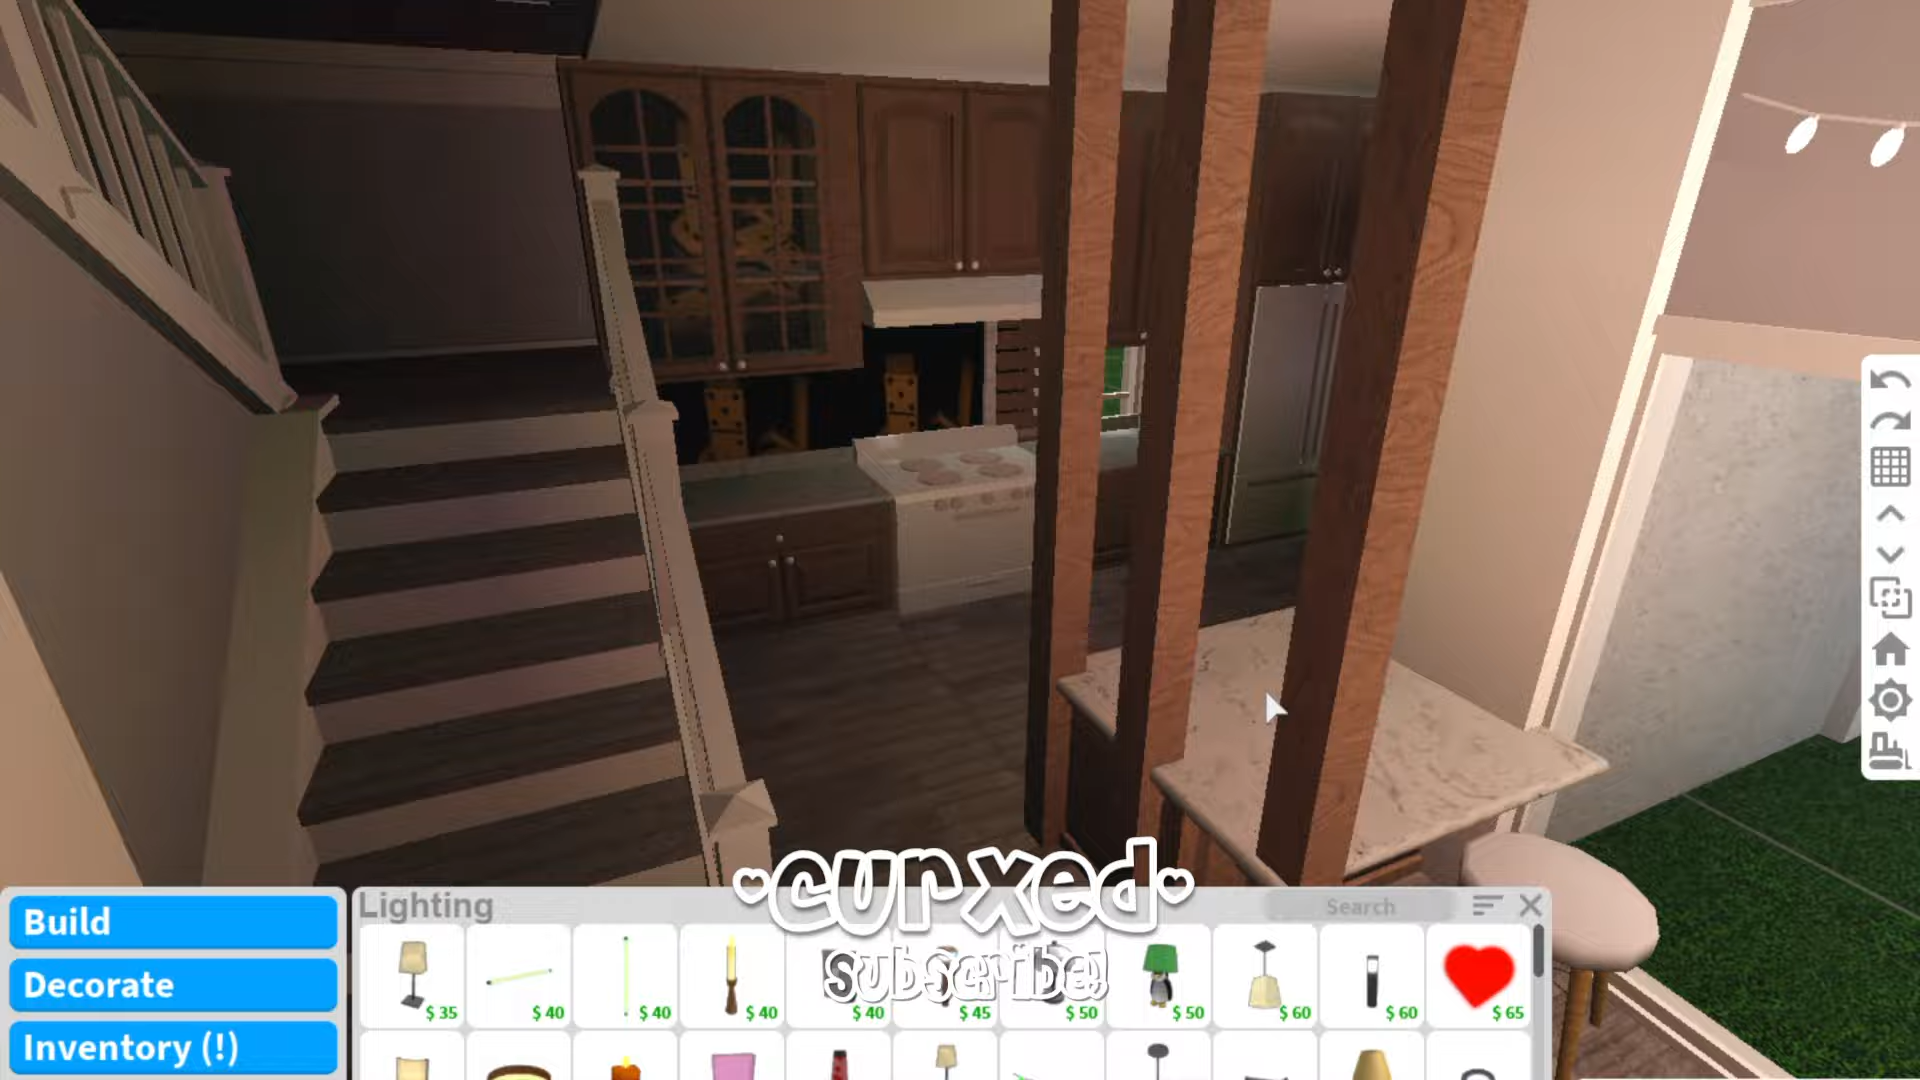 •curxed•
Subscribe!
Lighting
Search
Build
Decorate
Inventory (!)
$ 35
$ 40
$ 40
$ 40
$ 40
$ 45
$ 50
$ 50
$ 60
$ 60
$ 65